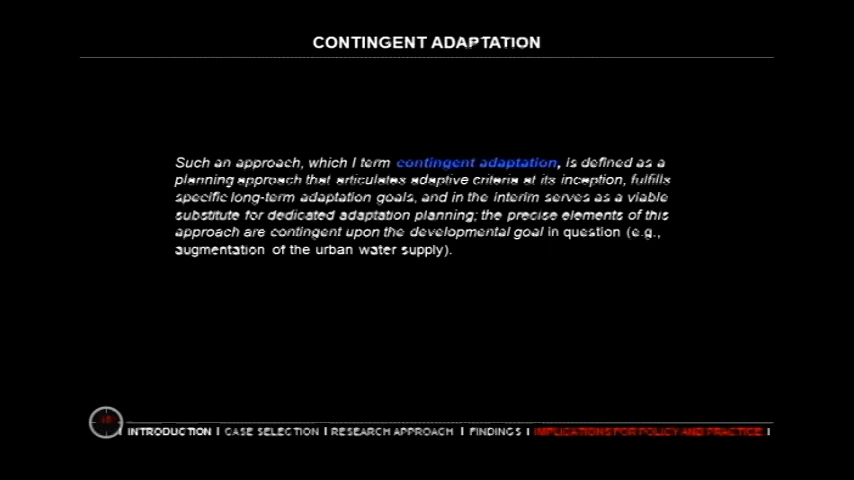 CONTINGENT ADAPTATION
Such an approach, which I term contingent adaptation, is defined as a
planning approach that articulates adaptive criteria at its inception, fulfills
specific long-term adaptation goals, and in the interim serves as a viable
substitute for dedicated adaptation planning; the precise elements of this
approach are contingent upon the developmental goal in question (e.g.,
augmentation of the urban water supply).
INTRODUCTION | CASE SELECTION | RESEARCH APPROACH | FINDINGS | IMPLICATIONS FOR POLICY AND PRACTICE |